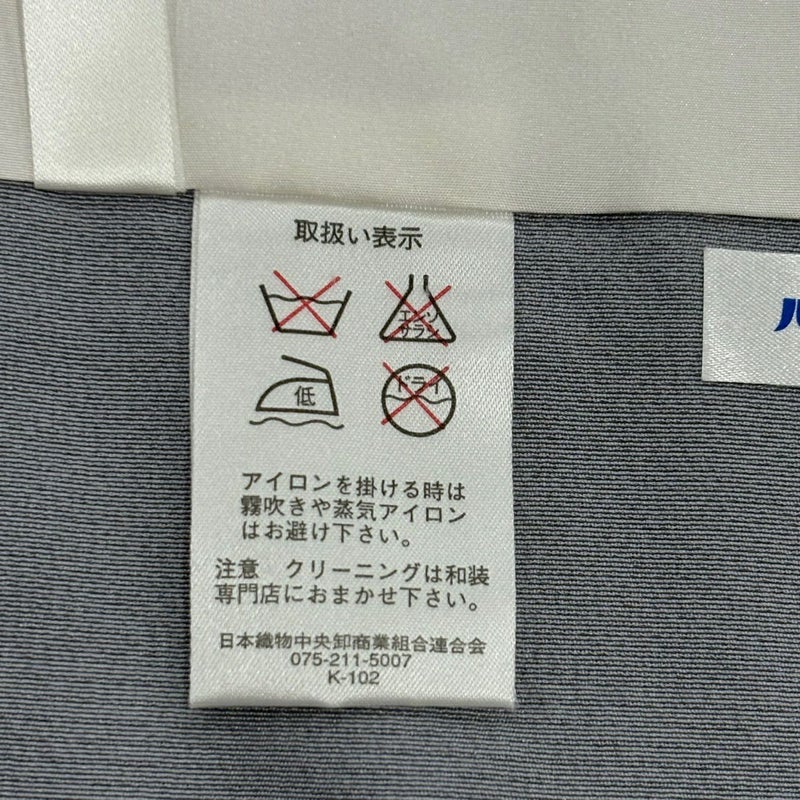 取扱い表示
エンソ
サラシ
低
ドライ
アイロンを掛ける時は
霧吹きや蒸気アイロン
はお避け下さい。
注意 クリーニングは和装
専門店におまかせ下さい。
日本織物中央卸商業組合連合会
075-211-5007
K-102